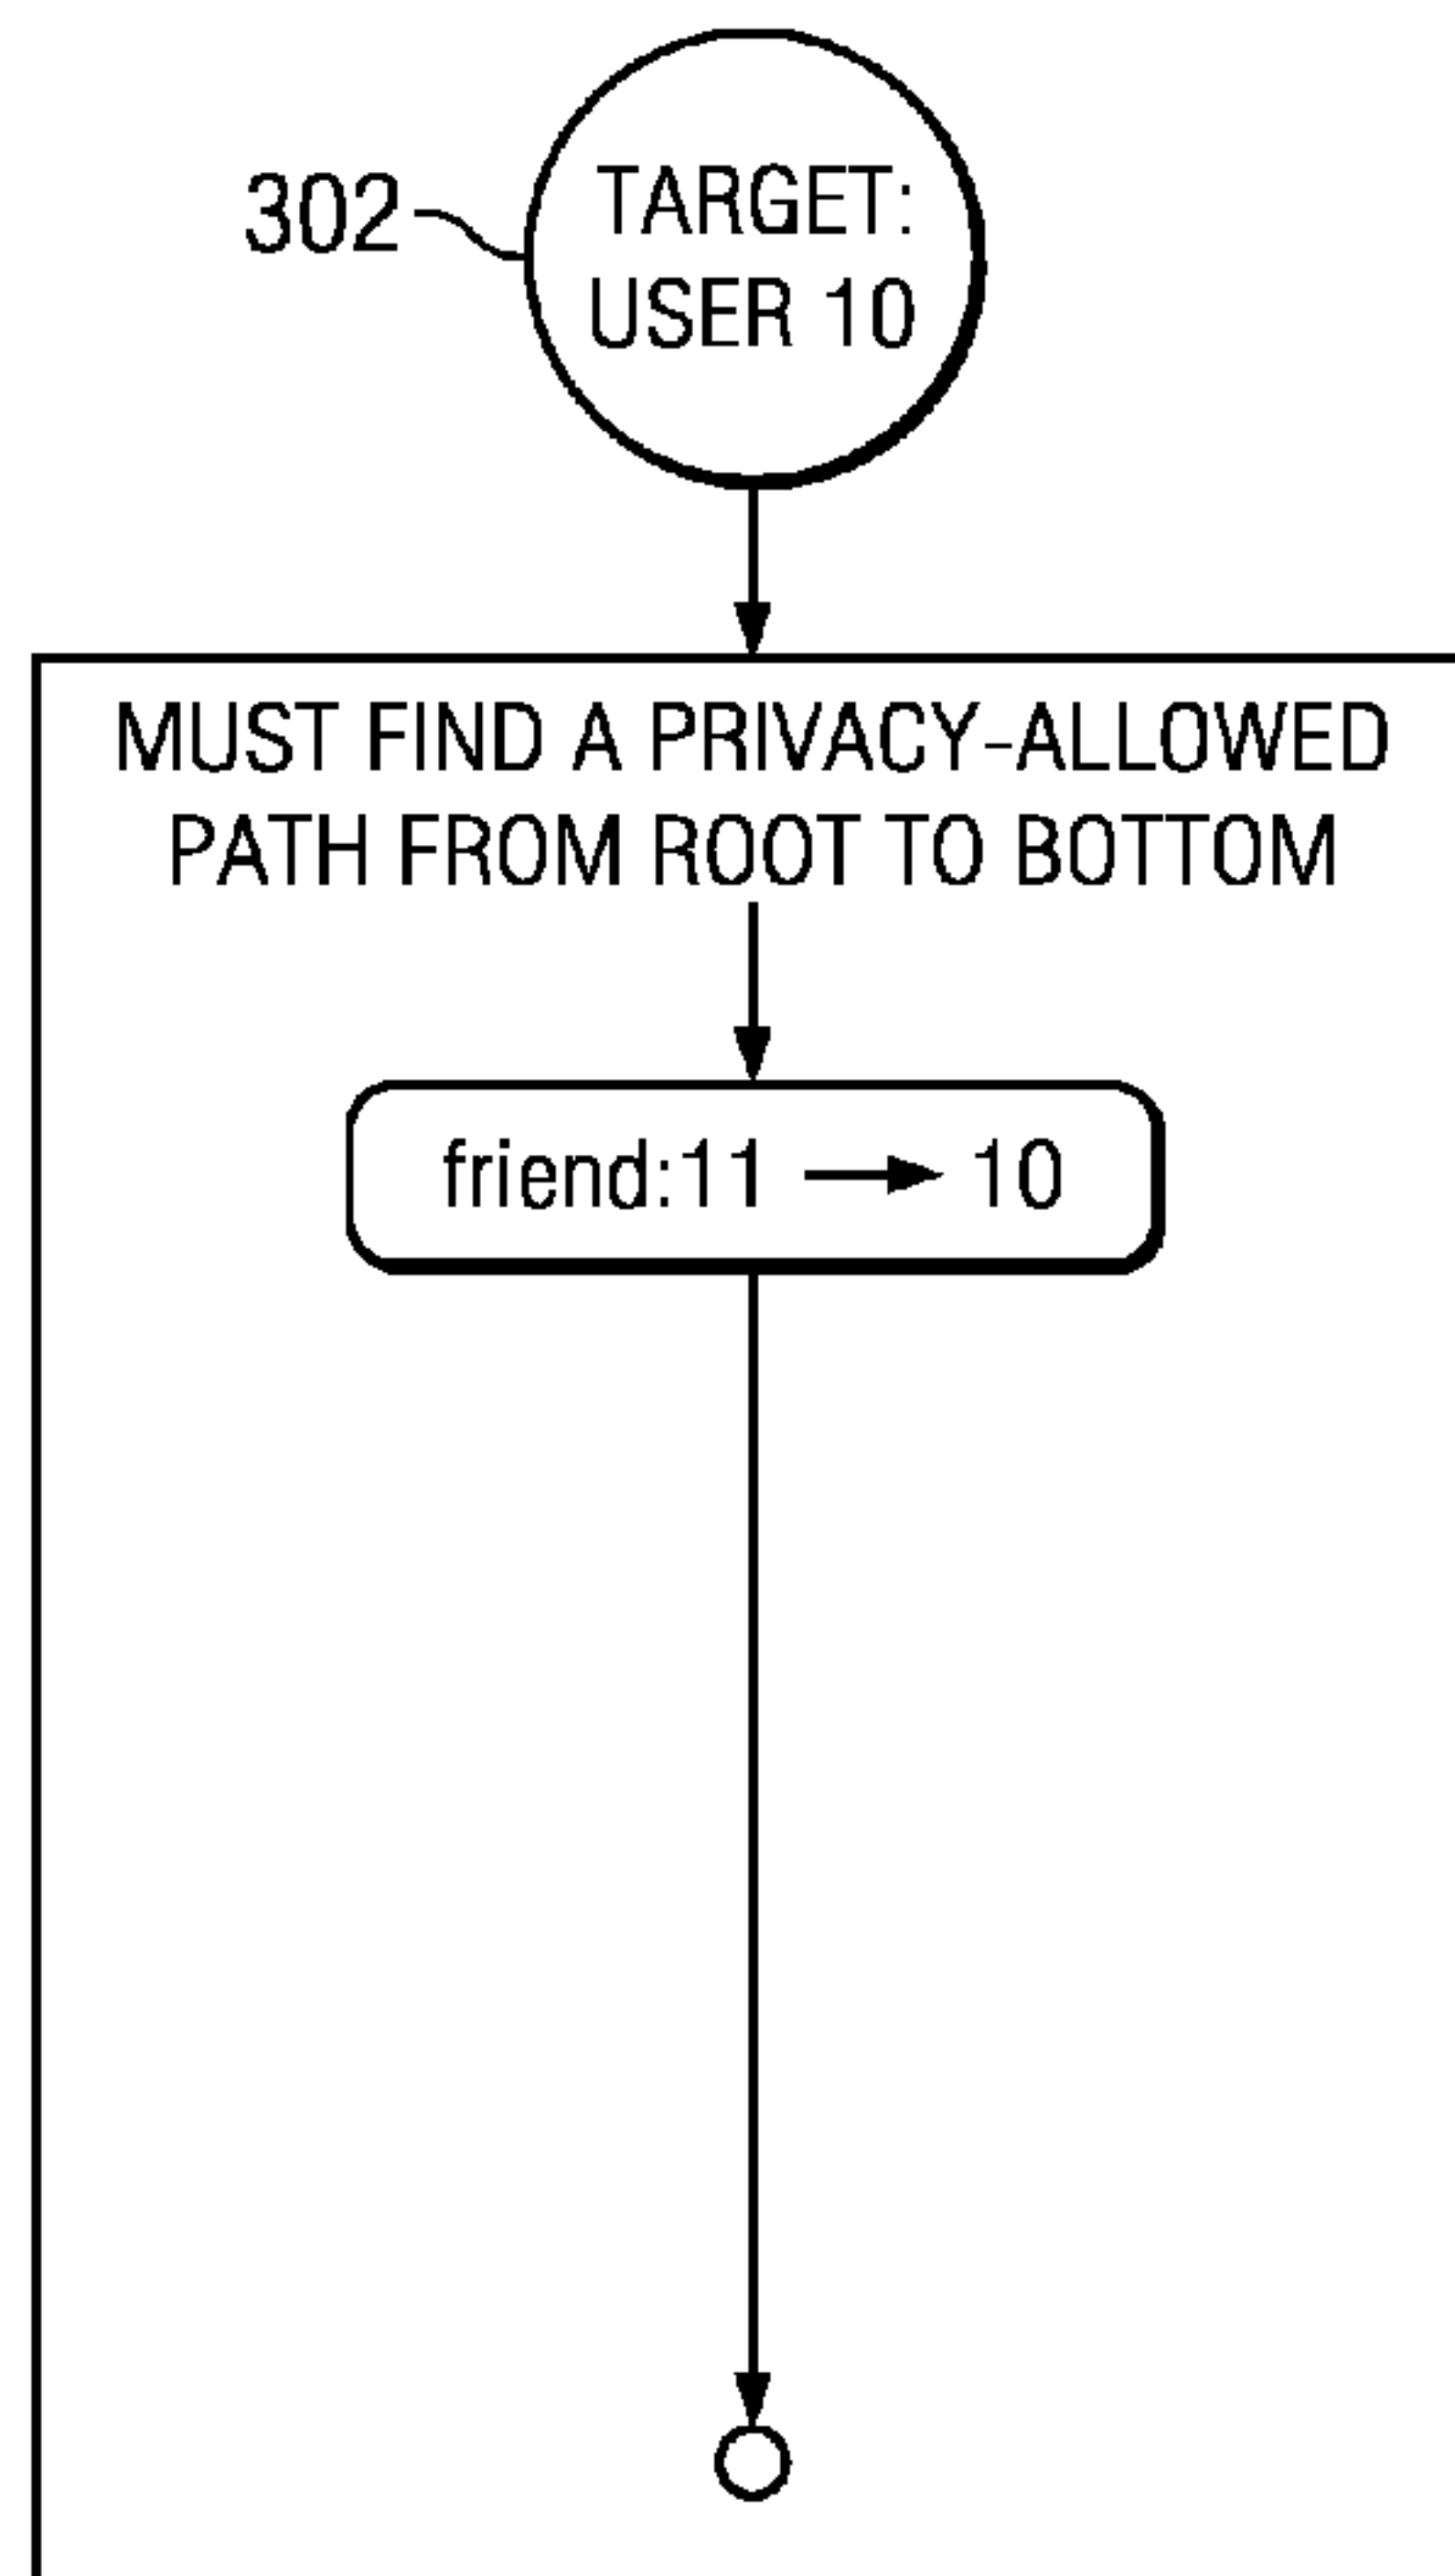 302
TARGET:
USER 10
MUST FIND A PRIVACY-ALLOWED
PATH FROM ROOT TO BOTTOM
friend:11 → 10